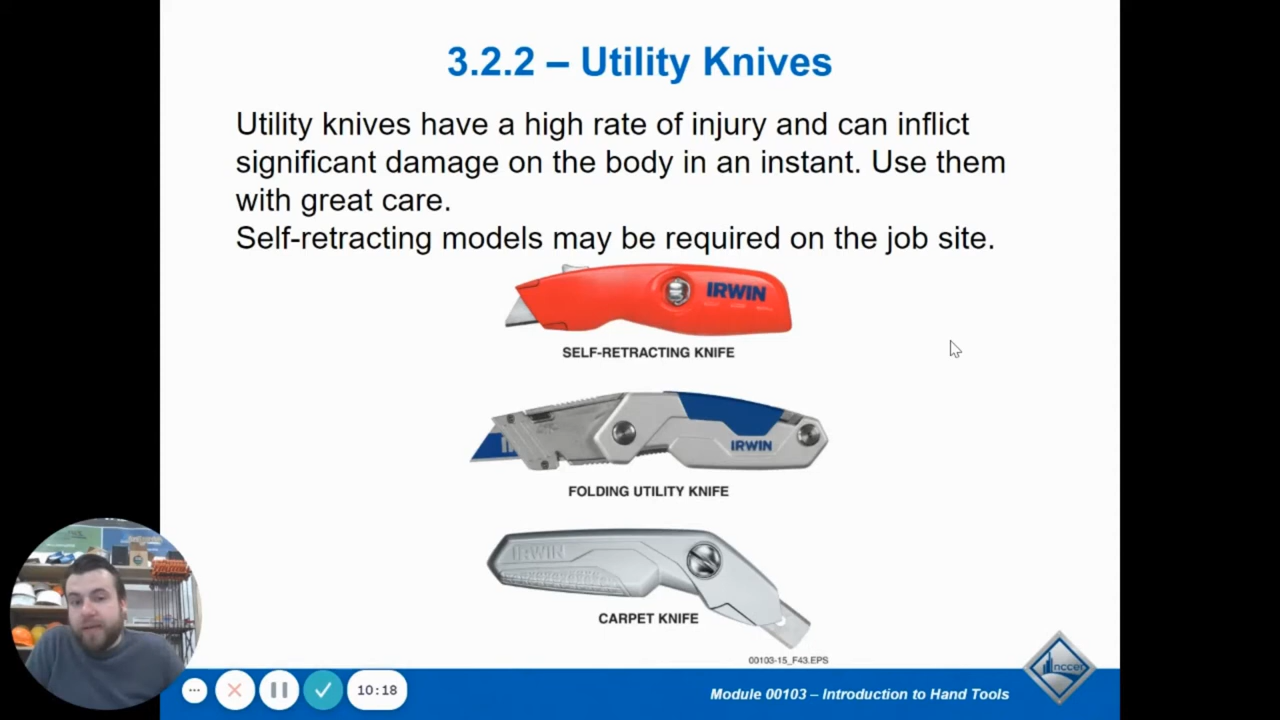 3.2.2 – Utility Knives
Utility knives have a high rate of injury and can inflict
significant damage on the body in an instant. Use them
with great care.
Self-retracting models may be required on the job site.
IRWIN
SELF-RETRACTING KNIFE
IRWIN
FOLDING UTILITY KNIFE
IRWIN
CARPET KNIFE
00103-15_F43.EPS
nccer
10:18
Module 00103 – Introduction to Hand Tools